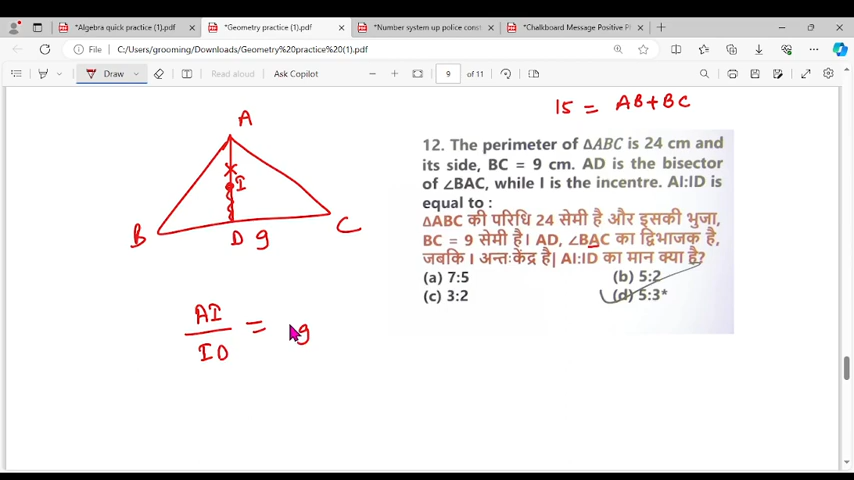 *Algebra quick practice (1).pdf
*Geometry practice (1).pdf
*Number system up police const
*Chalkboard Message Positive P
File
C:/Users/grooming/Downloads/Geometry%20practice%20(1).pdf
Draw
Read aloud
Ask Copilot
9
of 11
15 = AB+BC
A
I
B
D
9
C
12. The perimeter of ΔABC is 24 cm and
its side, BC = 9 cm. AD is the bisector
of ∠BAC, while I is the incentre. AI:ID is
equal to :
ΔABC की परिधि 24 सेमी है और इसकी भुजा,
BC = 9 सेमी है। AD, ∠BAC का द्विभाजक है,
जबकि I अन्तःकेंद्र है| AI:ID का मान क्या है?
(a) 7:5
(b) 5:2
(c) 3:2
(d) 5:3*
AI
ID
=
9